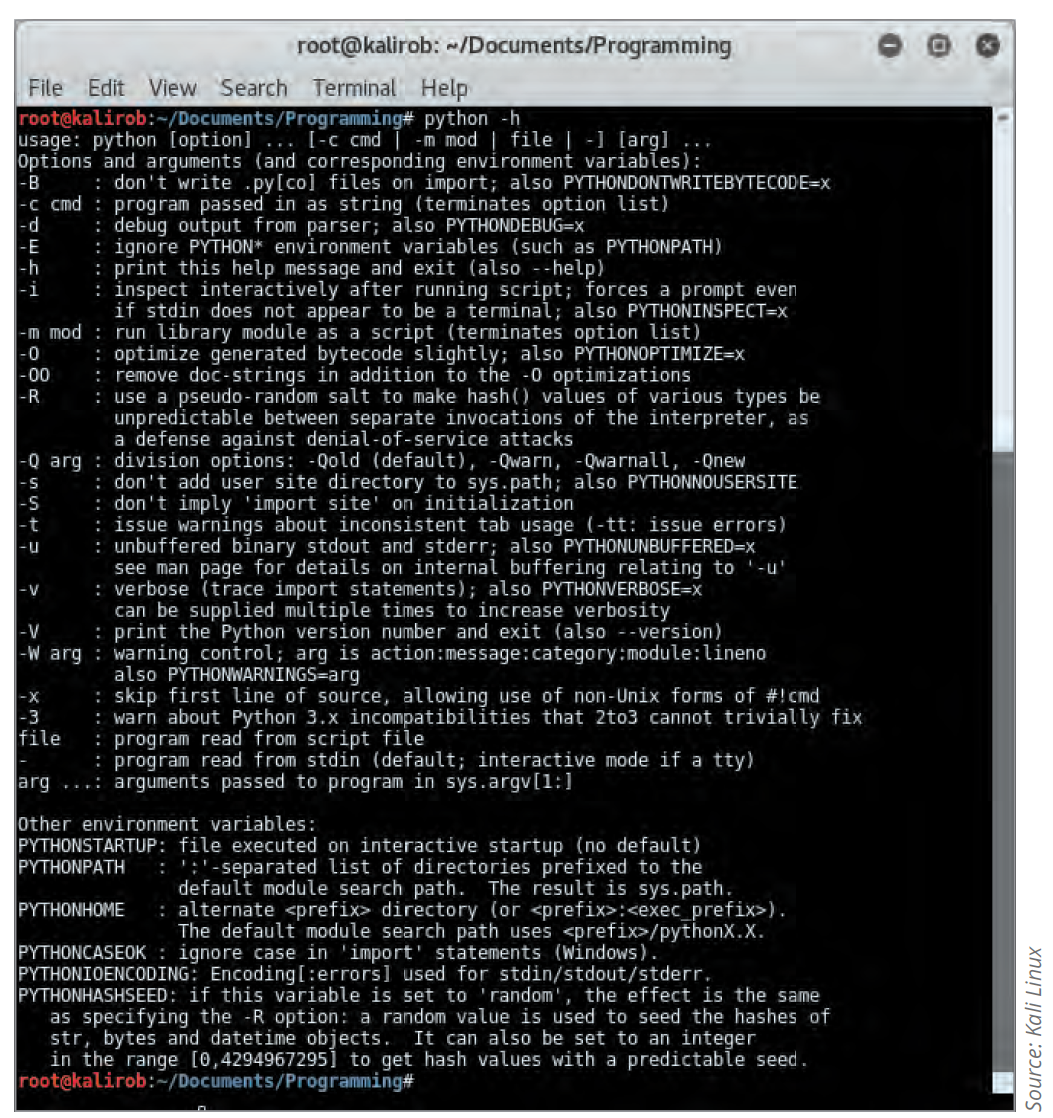 root@kalirob: ~/Documents/Programming
File Edit View Search Terminal Help
root@kalirob:~/Documents/Programming# python -h
usage: python [option] ... [-c cmd | -m mod | file | -] [arg] ...
Options and arguments (and corresponding environment variables):
-B     : don't write .py[co] files on import; also PYTHONDONTWRITEBYTECODE=x
-c cmd : program passed in as string (terminates option list)
-d     : debug output from parser; also PYTHONDEBUG=x
-E     : ignore PYTHON* environment variables (such as PYTHONPATH)
-h     : print this help message and exit (also --help)
-i     : inspect interactively after running script; forces a prompt even
         if stdin does not appear to be a terminal; also PYTHONINSPECT=x
-m mod : run library module as a script (terminates option list)
-O     : optimize generated bytecode slightly; also PYTHONOPTIMIZE=x
-OO    : remove doc-strings in addition to the -O optimizations
-R     : use a pseudo-random salt to make hash() values of various types be
         unpredictable between separate invocations of the interpreter, as
         a defense against denial-of-service attacks
-Q arg : division options: -Qold (default), -Qwarn, -Qwarnall, -Qnew
-s     : don't add user site directory to sys.path; also PYTHONNOUSERSITE
-S     : don't imply 'import site' on initialization
-t     : issue warnings about inconsistent tab usage (-tt: issue errors)
-u     : unbuffered binary stdout and stderr; also PYTHONUNBUFFERED=x
         see man page for details on internal buffering relating to '-u'
-v     : verbose (trace import statements); also PYTHONVERBOSE=x
         can be supplied multiple times to increase verbosity
-V     : print the Python version number and exit (also --version)
-W arg : warning control; arg is action:message:category:module:lineno
         also PYTHONWARNINGS=arg
-x     : skip first line of source, allowing use of non-Unix forms of #!cmd
-3     : warn about Python 3.x incompatibilities that 2to3 cannot trivially fix
file   : program read from script file
-      : program read from stdin (default; interactive mode if a tty)
arg ...: arguments passed to program in sys.argv[1:]

Other environment variables:
PYTHONSTARTUP: file executed on interactive startup (no default)
PYTHONPATH   : ':'-separated list of directories prefixed to the
               default module search path.  The result is sys.path.
PYTHONHOME   : alternate <prefix> directory (or <prefix>:<exec_prefix>).
               The default module search path uses <prefix>/pythonX.X.
PYTHONCASEOK : ignore case in 'import' statements (Windows).
PYTHONIOENCODING: Encoding[:errors] used for stdin/stdout/stderr.
PYTHONHASHSEED: if this variable is set to 'random', the effect is the same
   as specifying the -R option: a random value is used to seed the hashes of
   str, bytes and datetime objects.  It can also be set to an integer
   in the range [0,4294967295] to get hash values with a predictable seed.
root@kalirob:~/Documents/Programming#
Source: Kali Linux